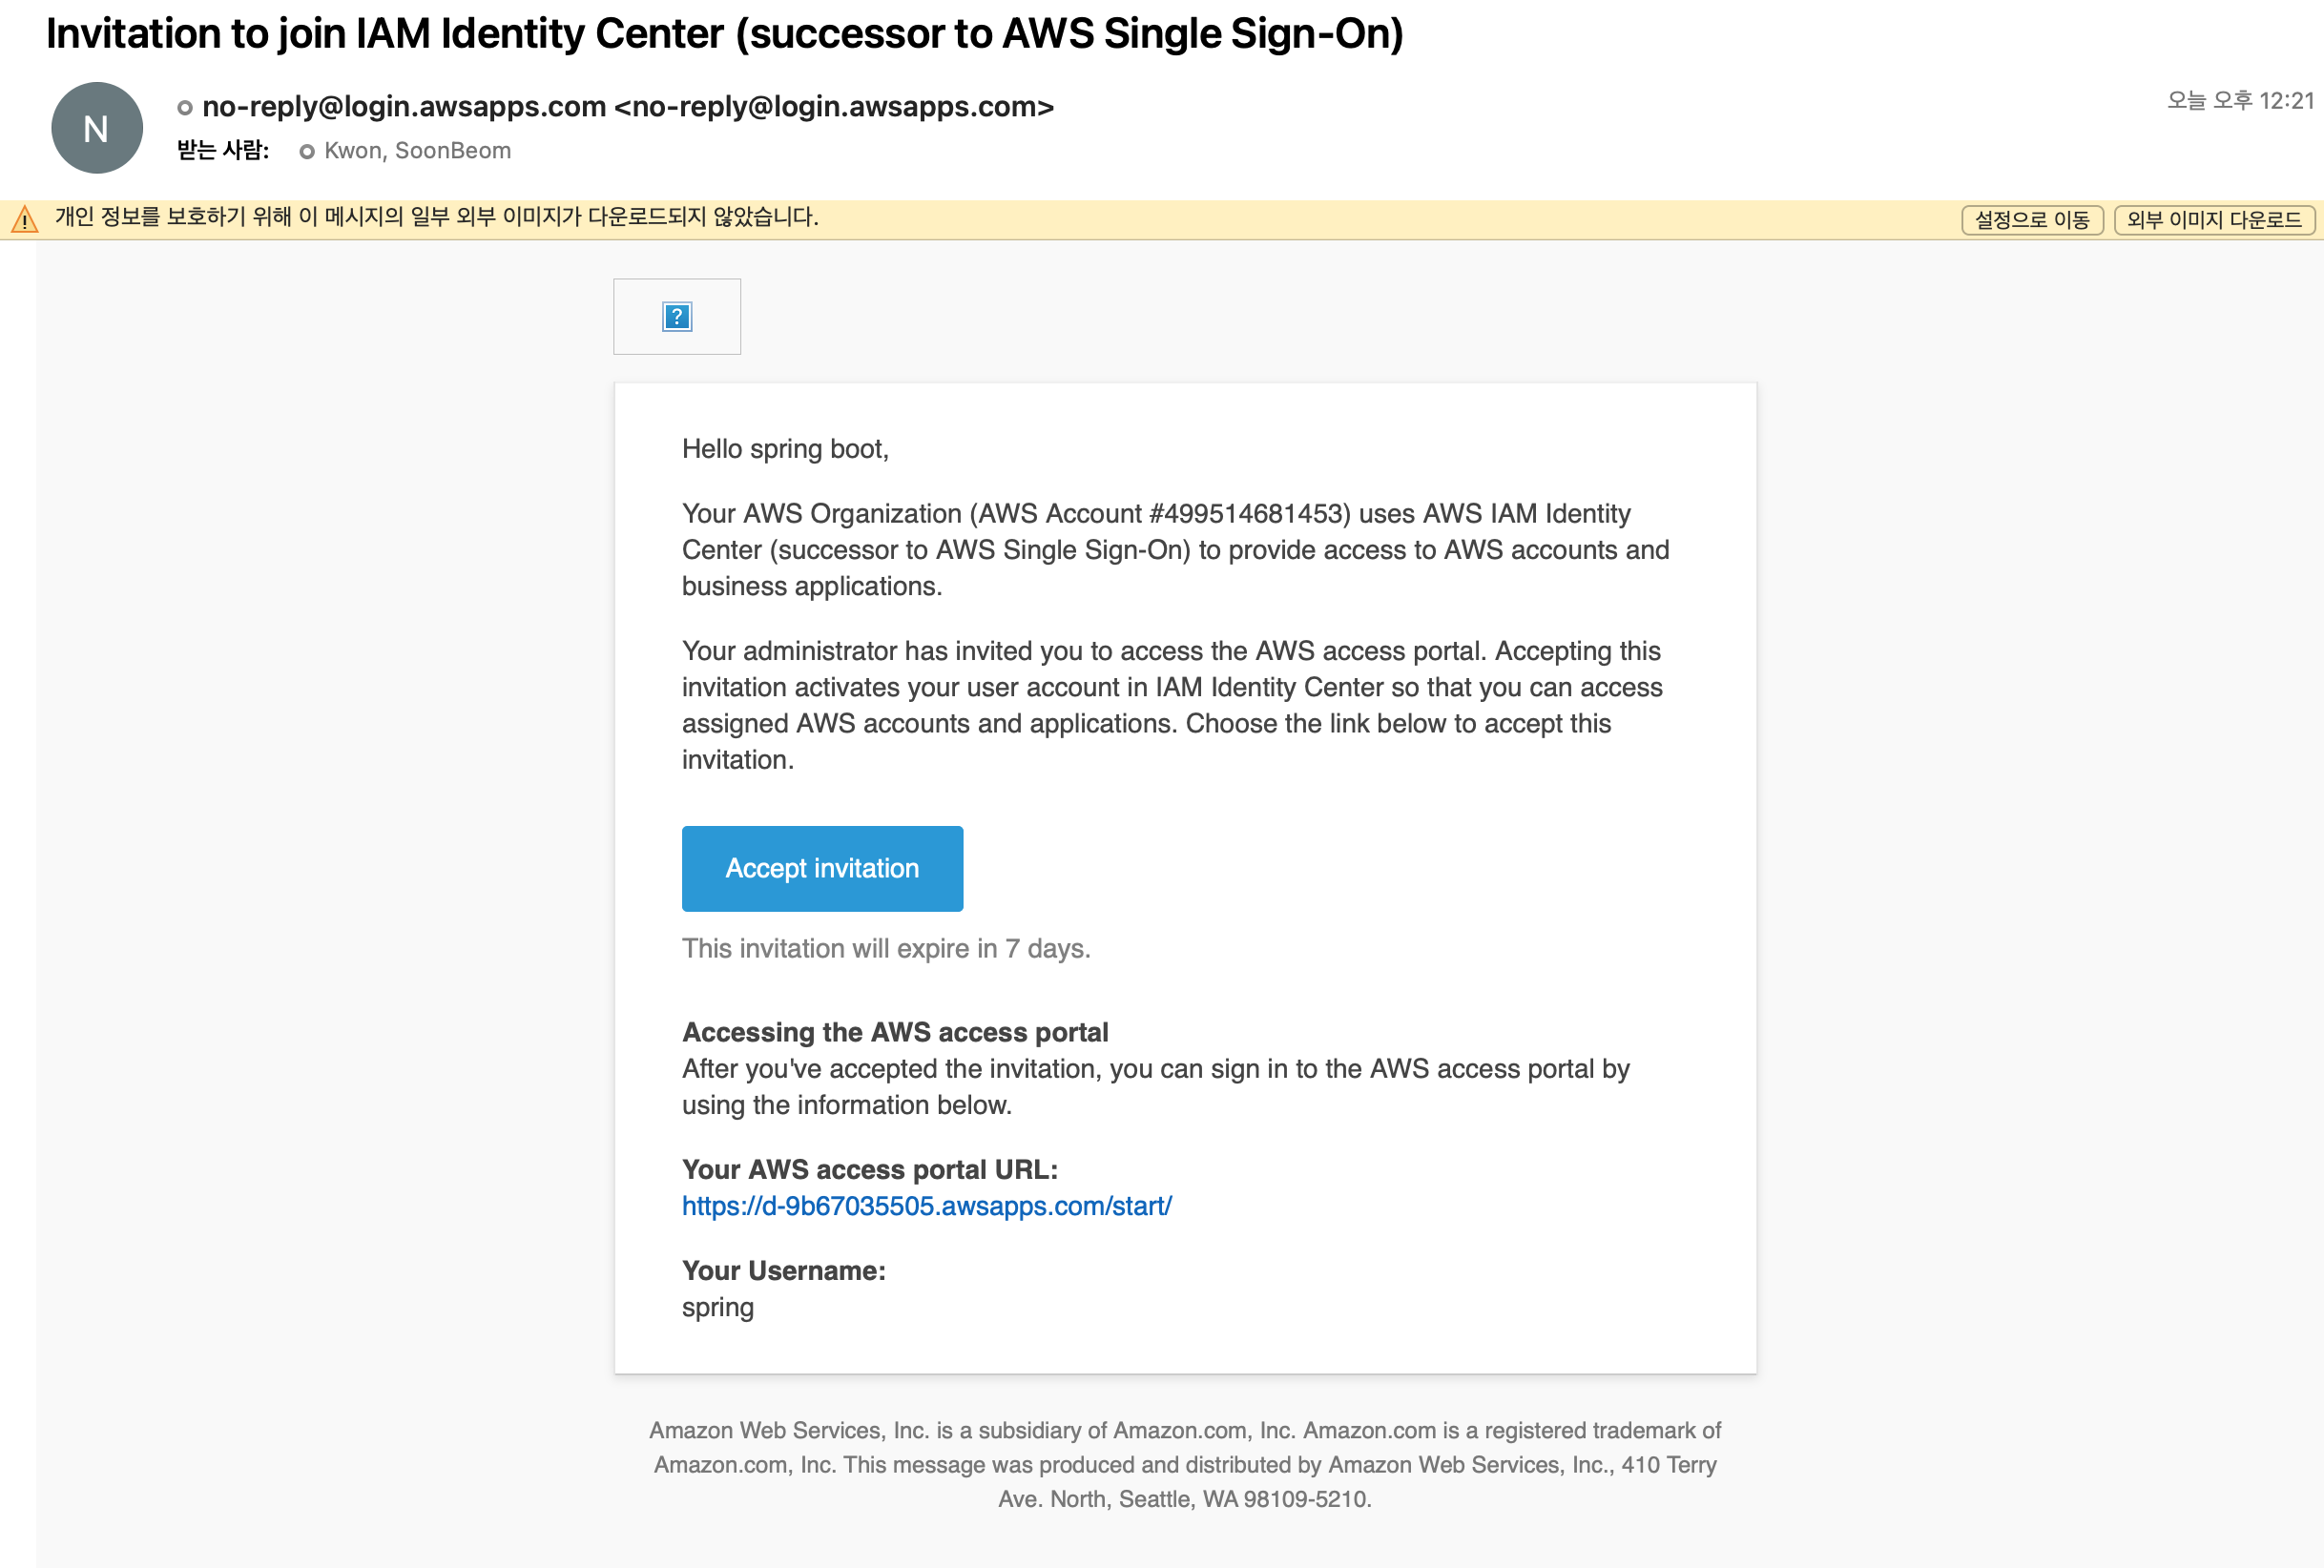 Invitation to join IAM Identity Center (successor to AWS Single Sign-On)
N
no-reply@login.awsapps.com <no-reply@login.awsapps.com>
오늘 오후 12:21
받는 사람: Kwon, SoonBeom
개인 정보를 보호하기 위해 이 메시지의 일부 외부 이미지가 다운로드되지 않았습니다.
설정으로 이동
외부 이미지 다운로드
?
Hello spring boot,
Your AWS Organization (AWS Account #499514681453) uses AWS IAM Identity
Center (successor to AWS Single Sign-On) to provide access to AWS accounts and
business applications.
Your administrator has invited you to access the AWS access portal. Accepting this
invitation activates your user account in IAM Identity Center so that you can access
assigned AWS accounts and applications. Choose the link below to accept this
invitation.
Accept invitation
This invitation will expire in 7 days.
Accessing the AWS access portal
After you've accepted the invitation, you can sign in to the AWS access portal by
using the information below.
Your AWS access portal URL:
https://d-9b67035505.awsapps.com/start/
Your Username:
spring
Amazon Web Services, Inc. is a subsidiary of Amazon.com, Inc. Amazon.com is a registered trademark of
Amazon.com, Inc. This message was produced and distributed by Amazon Web Services, Inc., 410 Terry
Ave. North, Seattle, WA 98109-5210.